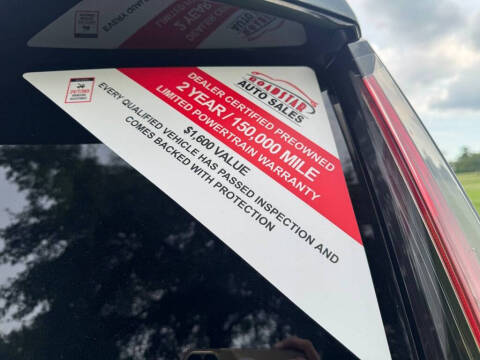 ROADSTAR
AUTO SALES
DEALER CERTIFIED PREOWNED
2 YEAR/150,000 MILE
LIMITED POWERTRAIN WARRANTY
$1,600 VALUE
EVERY QUALIFIED VEHICLE HAS PASSED INSPECTION AND
COMES BACKED WITH PROTECTION